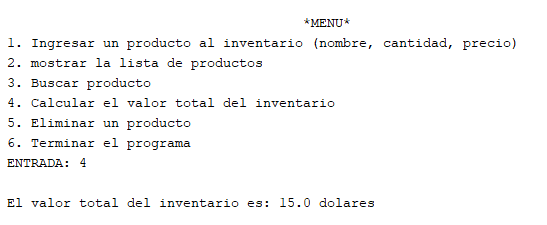 *MENU*
1. Ingresar un producto al inventario (nombre, cantidad, precio)
2. mostrar la lista de productos
3. Buscar producto
4. Calcular el valor total del inventario
5. Eliminar un producto
6. Terminar el programa
ENTRADA: 4
El valor total del inventario es: 15.0 dolares